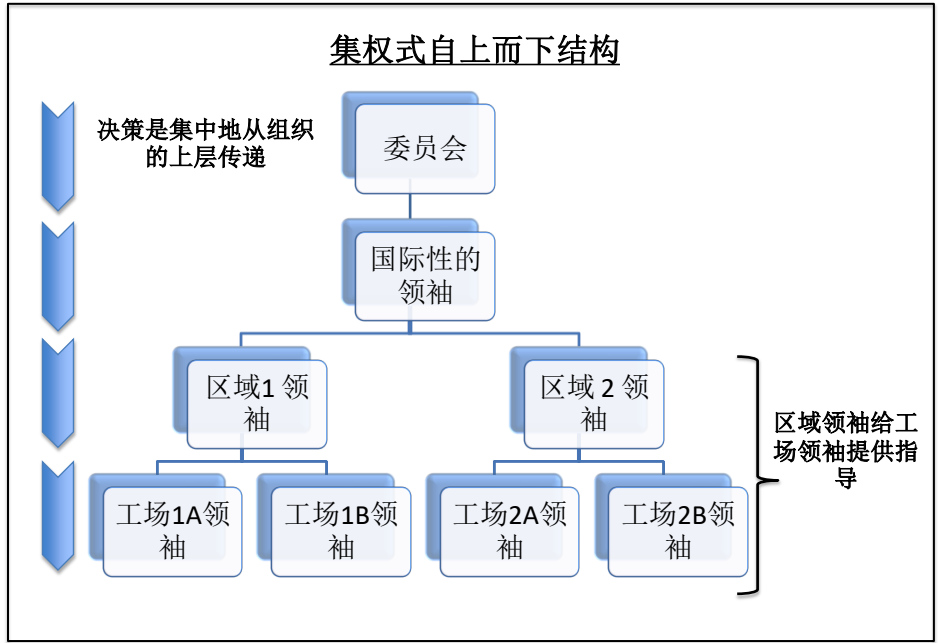 集权式自上而下结构
决策是集中地从组织
的上层传递
委员会
国际性的
领袖
区域1 领
袖
区域 2 领
袖
区域领袖给工
场领袖提供指
导
工场1A领
袖
工场1B领
袖
工场2A领
袖
工场2B领
袖